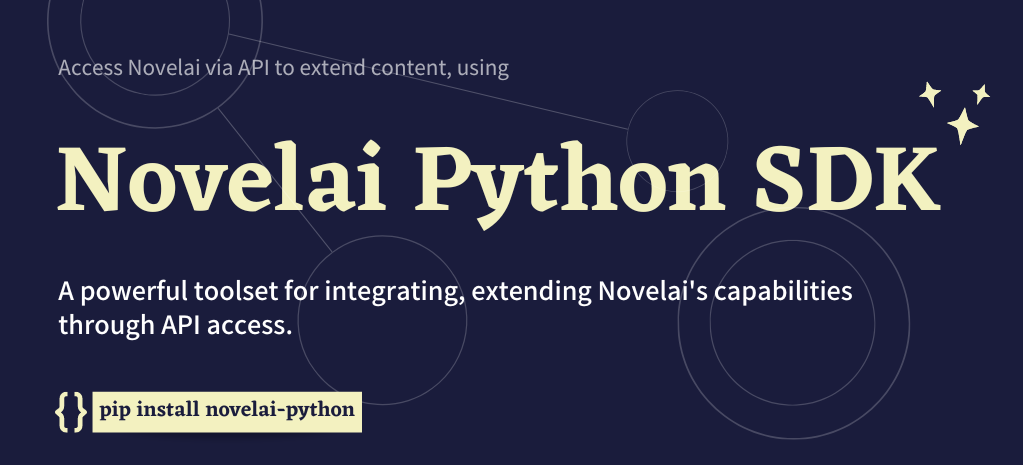 Access Novelai via API to extend content, using
Novelai Python SDK
A powerful toolset for integrating, extending Novelai's capabilities
through API access.
{} pip install novelai-python